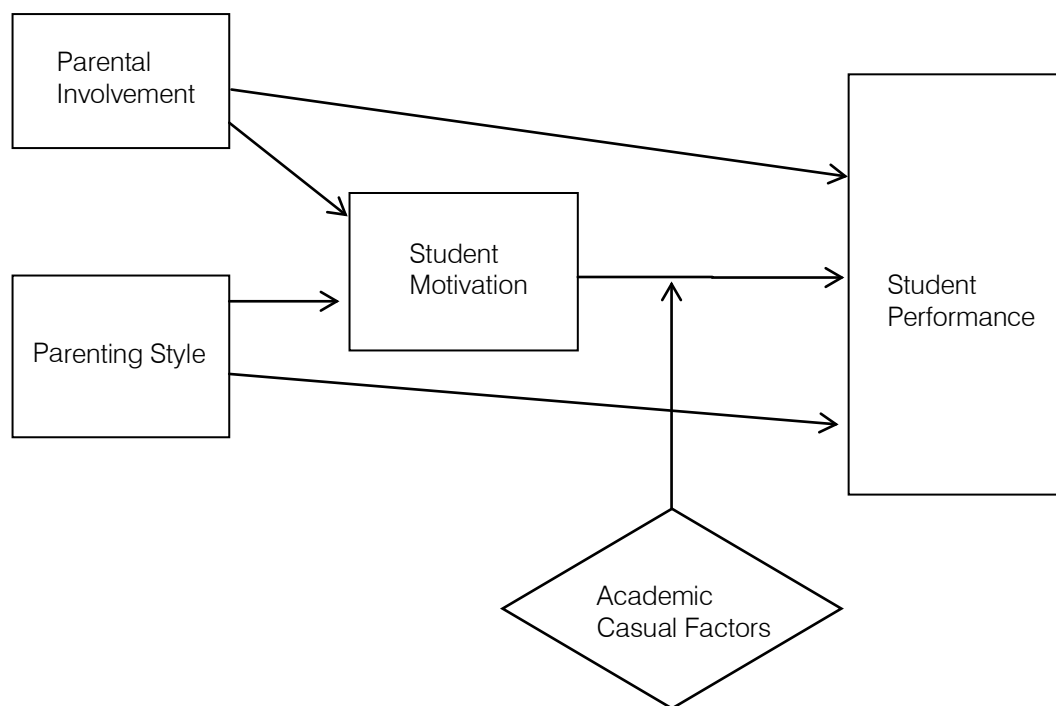 Parental
Involvement
Student
Motivation
Parenting Style
Student
Performance
Academic
Casual Factors